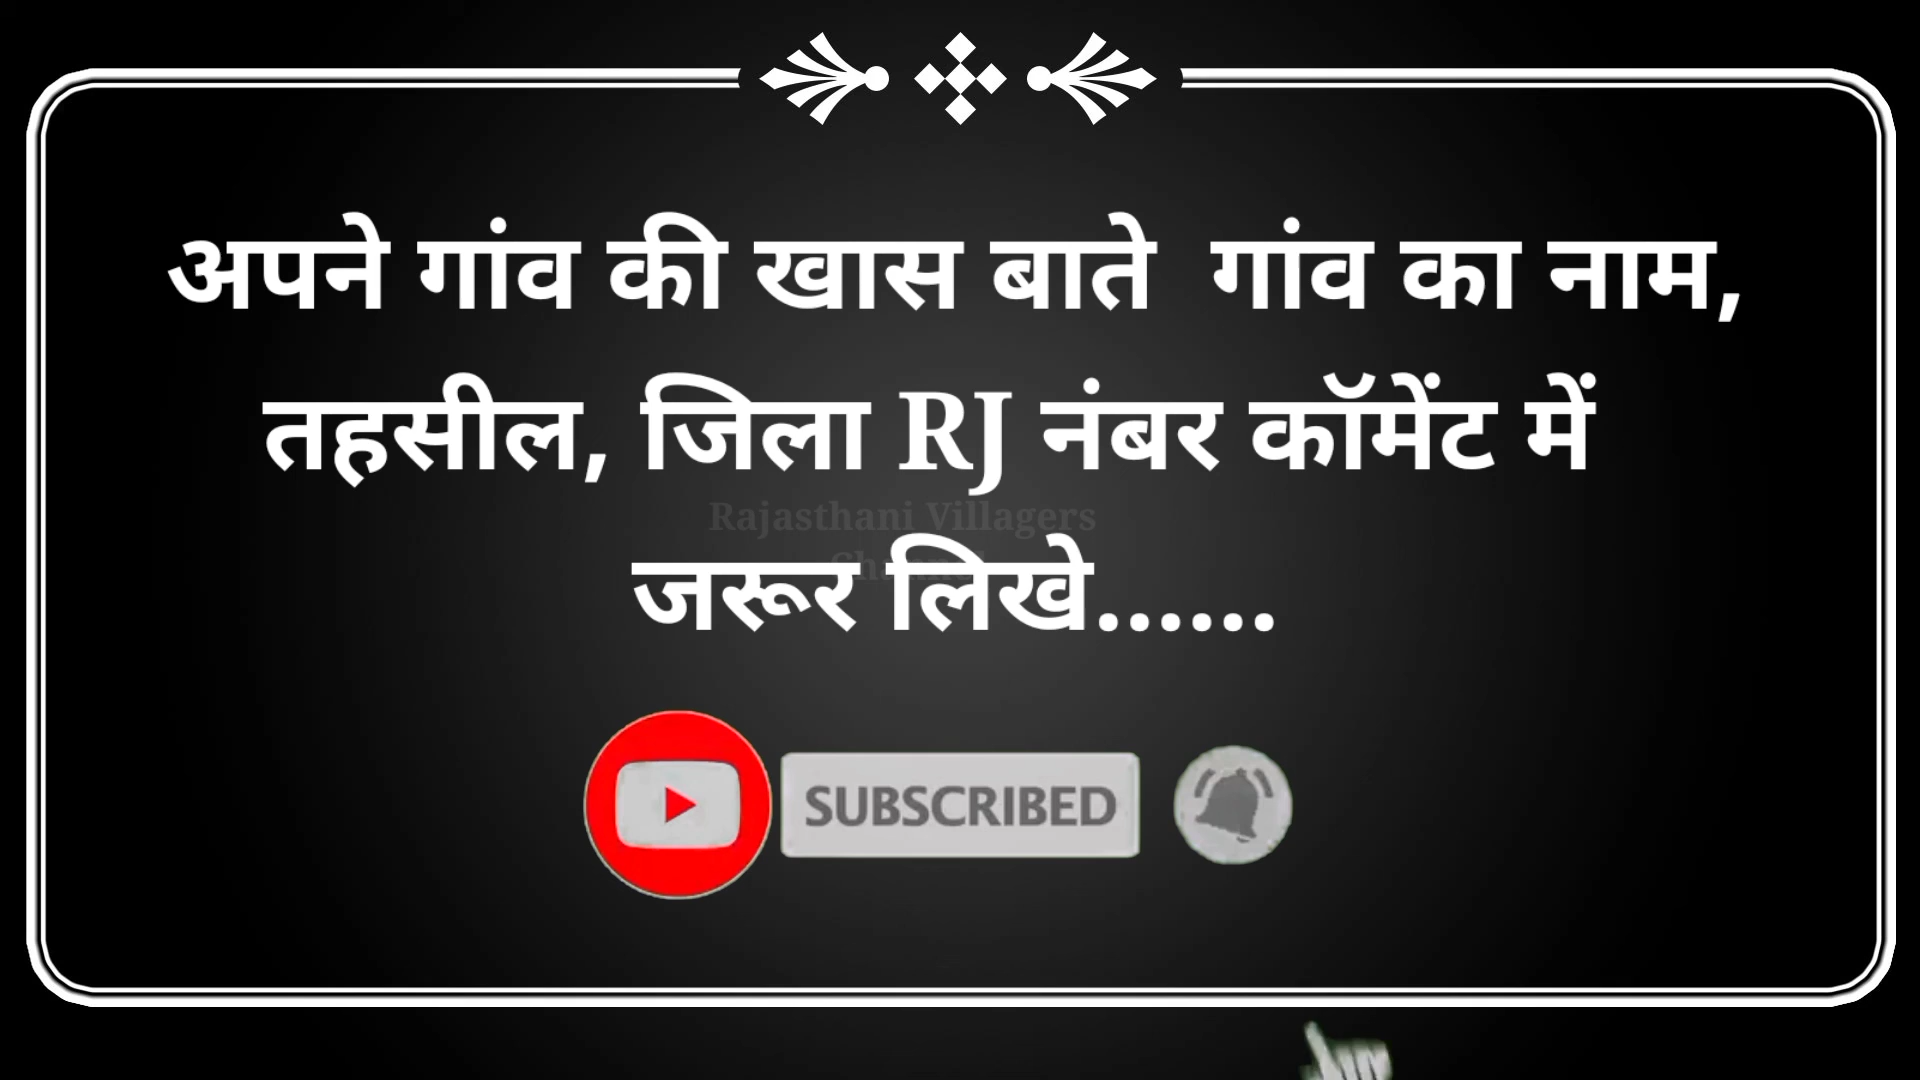 अपने गांव की खास बाते  गांव का नाम,
तहसील, जिला RJ नंबर कॉमेंट में
Rajasthani Villagers
जरूर लिखे......
SUBSCRIBED